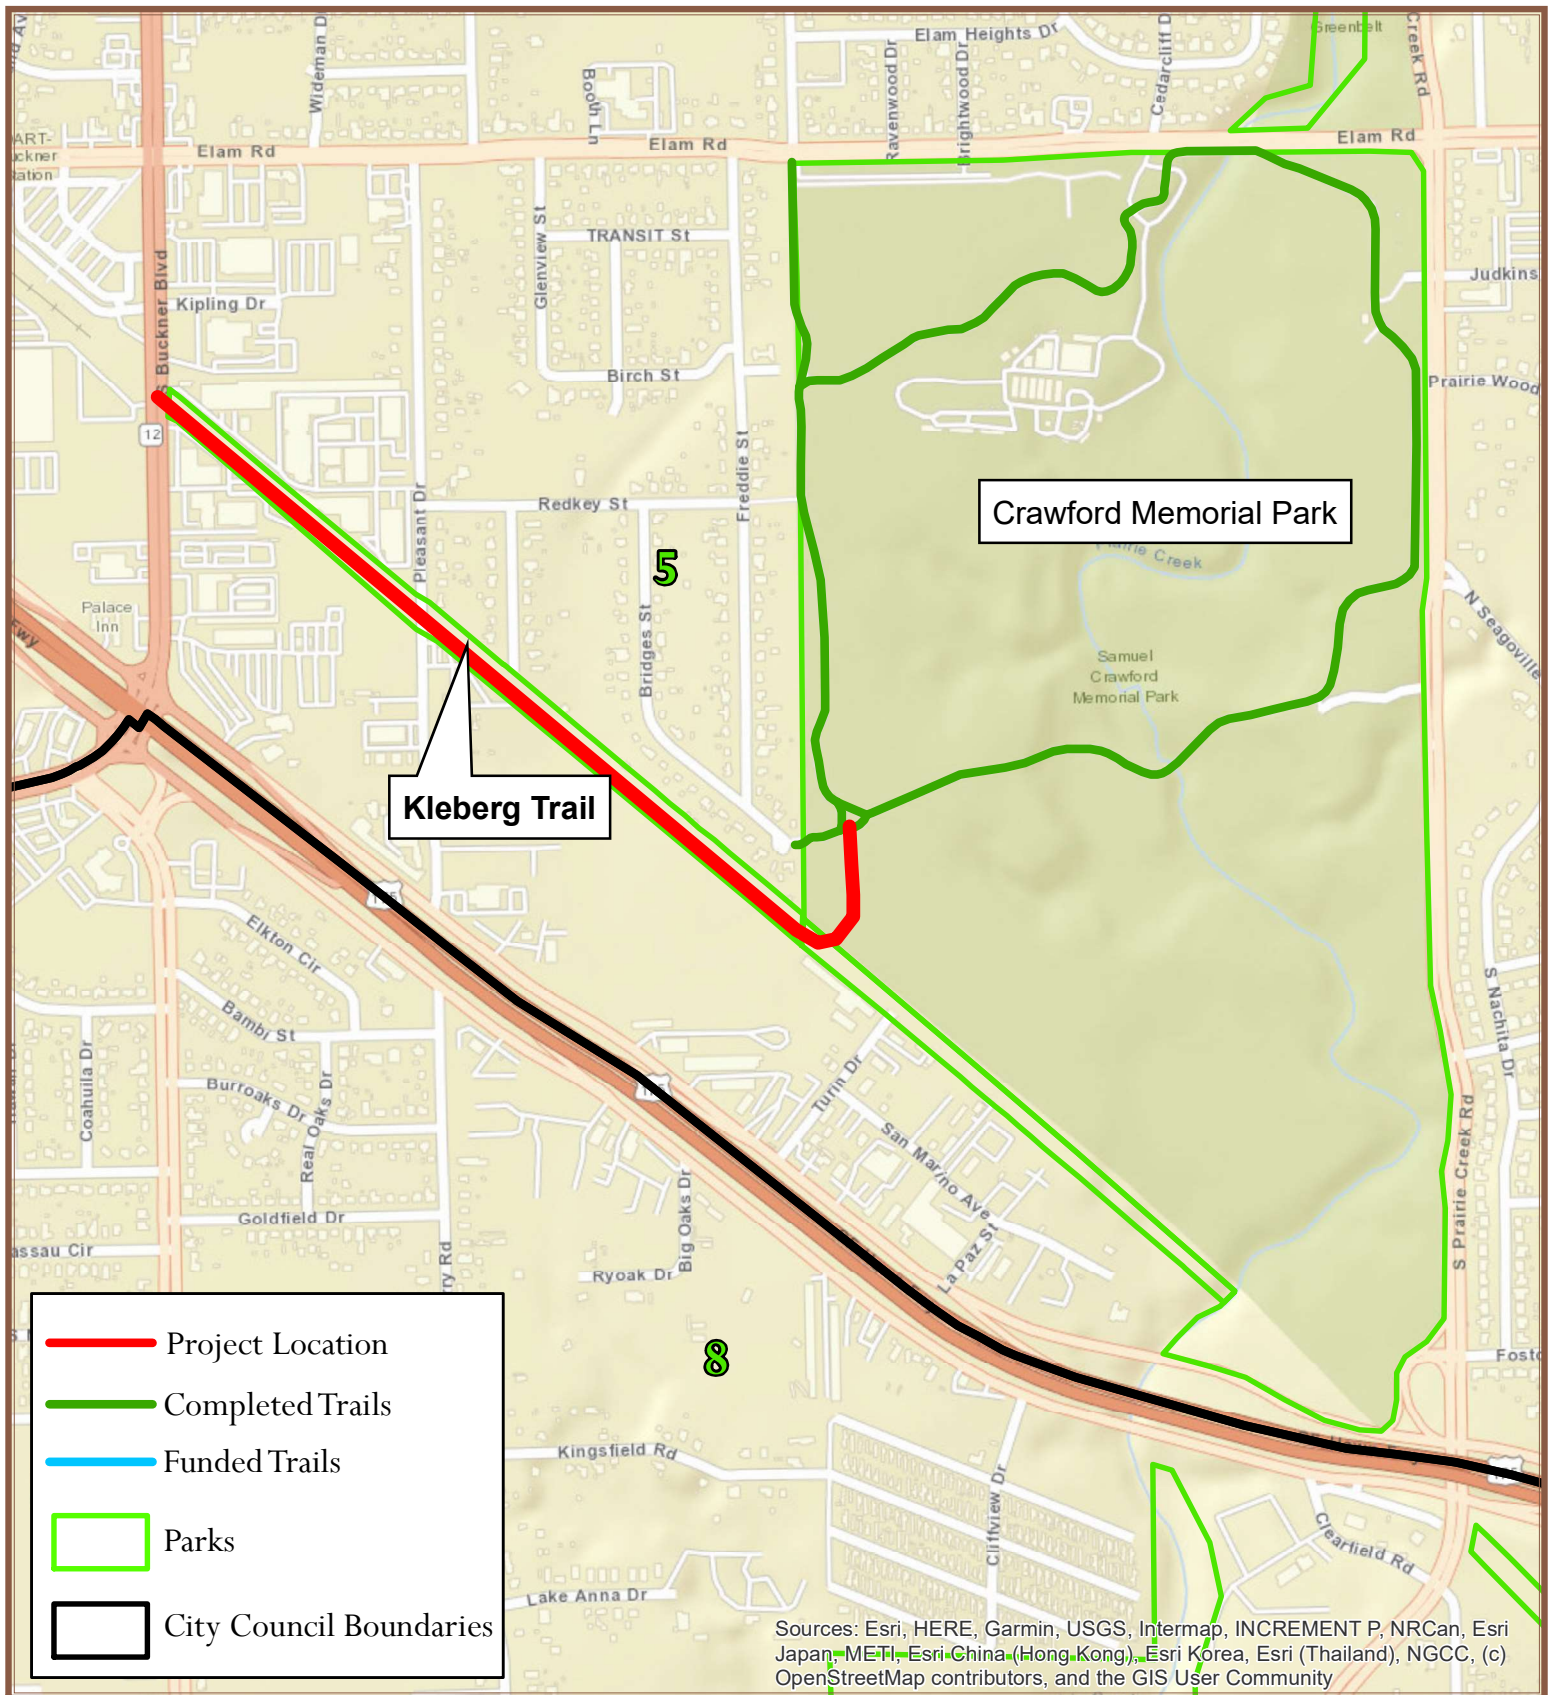 Greenbelt
Elam Heights Dr
Creek Rd
Wideman D
Booth Ln
Ravenwood Dr
Brightwood Dr
Cedarcliff D
Elam Rd
Elam Rd
Elam Rd
S Buckner Blvd
Glenview St
TRANSIT St
Kipling Dr
Judkins
Birch St
Prairie Wood
12
Freddie St
Pleasant Dr
Redkey St
Crawford Memorial Park
Prairie Creek
5
Palace
Inn
Fwy
Bridges St
N Seagoville
Samuel
Crawford
Memorial Park
Kleberg Trail
Elkton Cir
Bambi St
S Nachita Dr
Coahuila Dr
Burroaks Dr
Real Oaks Dr
Turin Dr
San Marino Ave
S Prairie Creek Rd
Goldfield Dr
Big Oaks Dr
La Paz St
assau Cir
rry Rd
Ryoak Dr
8
Fosto
Kingsfield Rd
Cliffview Dr
Clearfield Rd
Lake Anna Dr
Project Location
Completed Trails
Funded Trails
Parks
City Council Boundaries
Sources: Esri, HERE, Garmin, USGS, Intermap, INCREMENT P, NRCan, Esri
Japan, METI, Esri China (Hong Kong), Esri Korea, Esri (Thailand), NGCC, (c)
OpenStreetMap contributors, and the GIS User Community